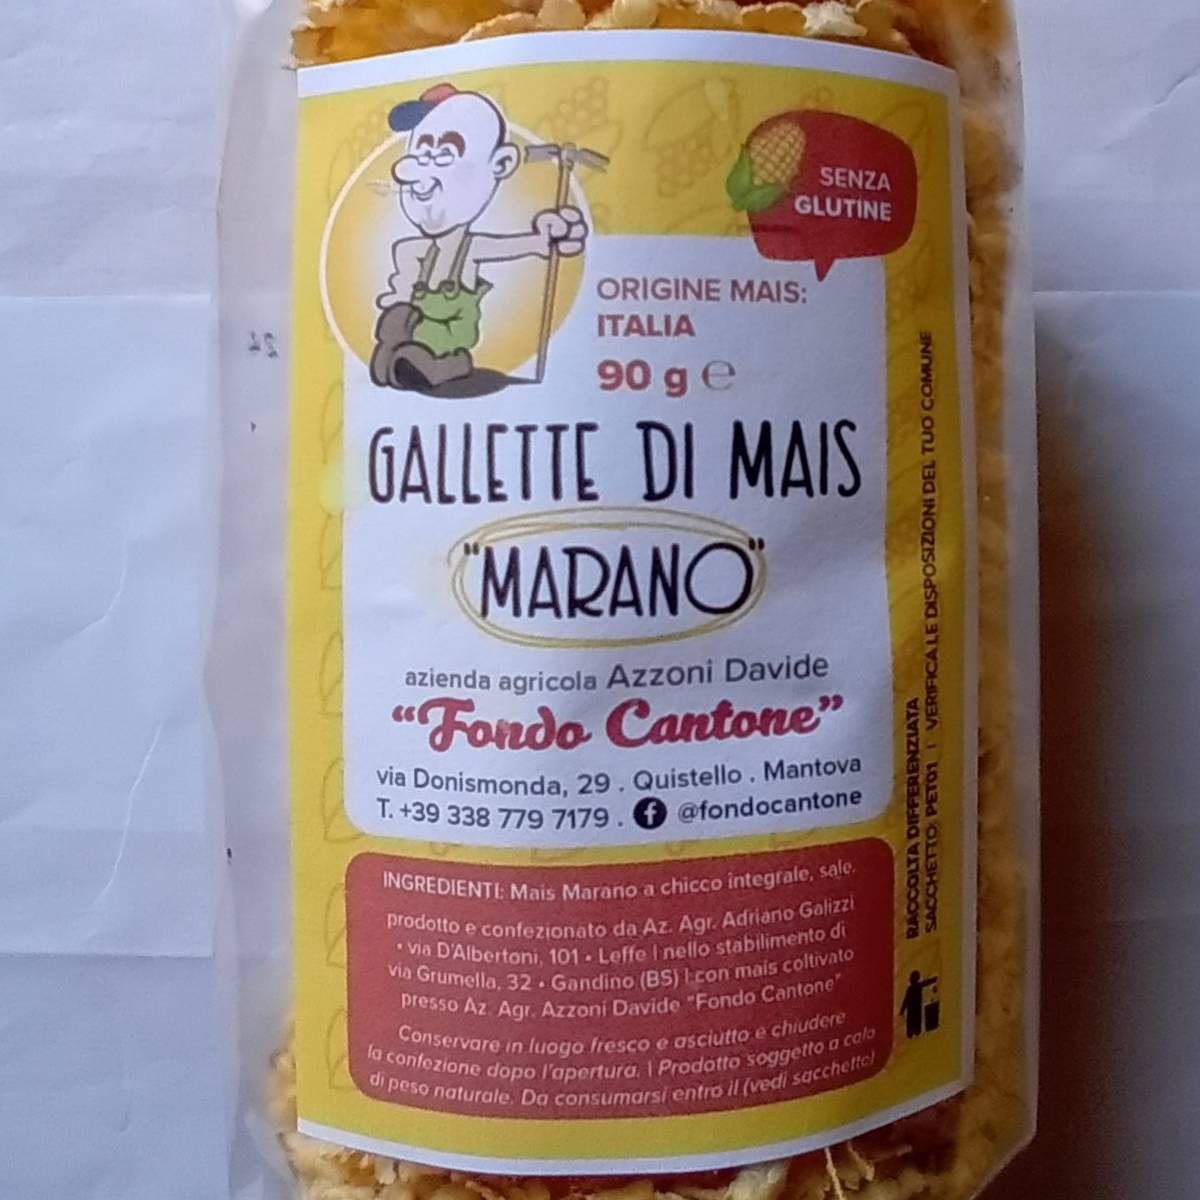 SENZA
GLUTINE
ORIGINE MAIS:
ITALIA
90 g ℮
GALLETTE DI MAIS
"MARANO"
azienda agricola Azzoni Davide
“Fondo Cantone”
via Donismonda, 29 . Quistello . Mantova
T. +39 338 779 7179 . f @fondocantone
INGREDIENTI: Mais Marano a chicco integrale, sale.
prodotto e confezionato da Az. Agr. Adriano Galizzi
• via D'Albertoni, 101 • Leffe | nello stabilimento di
via Grumella, 32 • Gandino (BS) | con mais coltivato
presso Az. Agr. Azzoni Davide "Fondo Cantone"
Conservare in luogo fresco e asciutto e chiudere
la confezione dopo l'apertura. | Prodotto soggetto a calo
di peso naturale. Da consumarsi entro il (vedi sacchetto)
RACCOLTA DIFFERENZIATA
SACCHETTO: PET01 | VERIFICA LE DISPOSIZIONI DEL TUO COMUNE